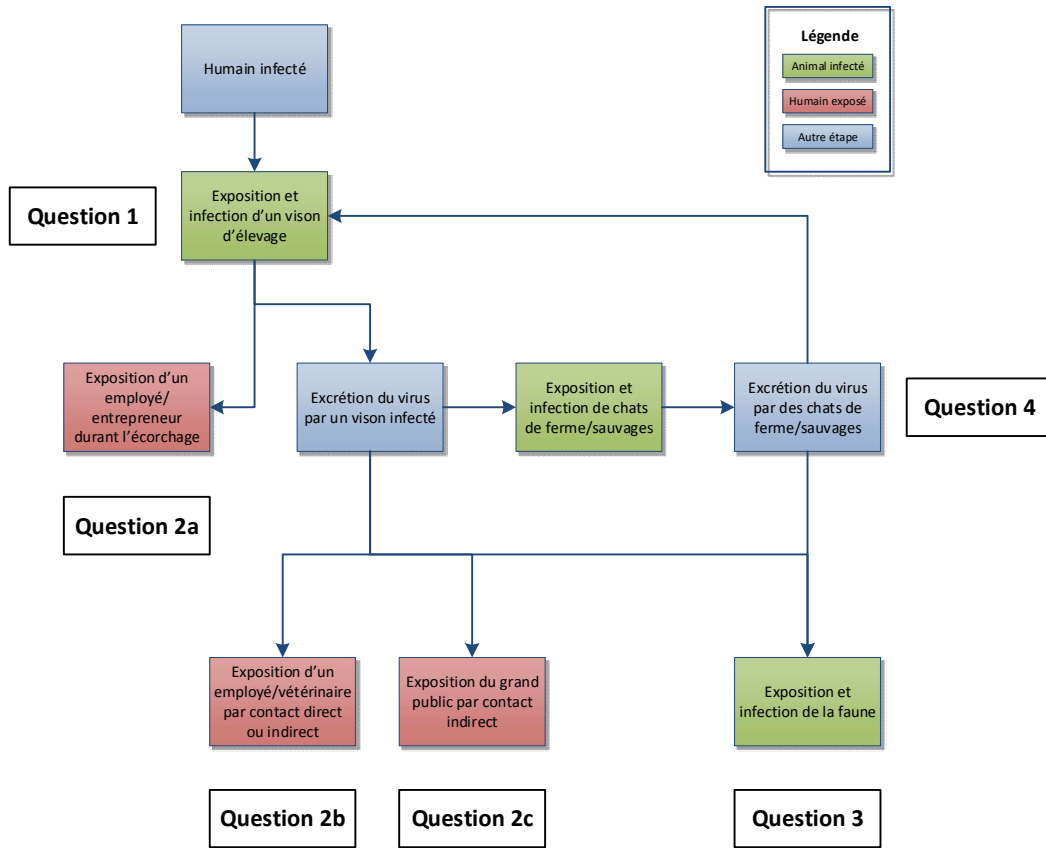 Légende
Animal infecté
Humain exposé
Autre étape
Humain infecté
Question 1
Exposition et
infection d’un vison
d’élevage
Exposition d’un
employé/
entrepreneur
durant l’écorchage
Excrétion du virus
par un vison infecté
Exposition et
infection de chats
de ferme/sauvages
Excrétion du virus
par des chats de
ferme/sauvages
Question 4
Question 2a
Exposition d’un
employé/vétérinaire
par contact direct
ou indirect
Exposition du grand
public par contact
indirect
Exposition et
infection de la faune
Question 2b
Question 2c
Question 3